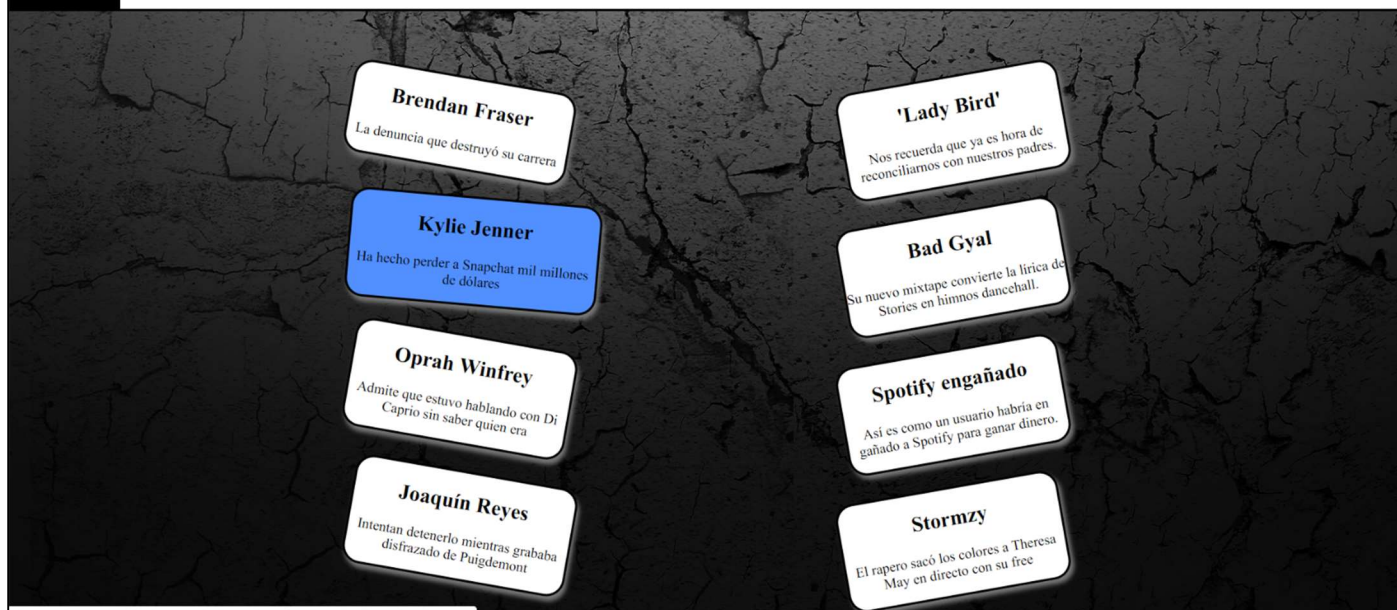 Brendan Fraser
La denuncia que destruyó su carrera
Kylie Jenner
Ha hecho perder a Snapchat mil millones
de dólares
Oprah Winfrey
Admite que estuvo hablando con Di
Caprio sin saber quien era
Joaquín Reyes
Intentan detenerlo mientras grababa
disfrazado de Puigdemont
'Lady Bird'
Nos recuerda que ya es hora de
reconciliarnos con nuestros padres.
Bad Gyal
Su nuevo mixtape convierte la lírica de
Stories en himnos dancehall.
Spotify engañado
Así es como un usuario habría en
gañado a Spotify para ganar dinero.
Stormzy
El rapero sacó los colores a Theresa
May en directo con su free